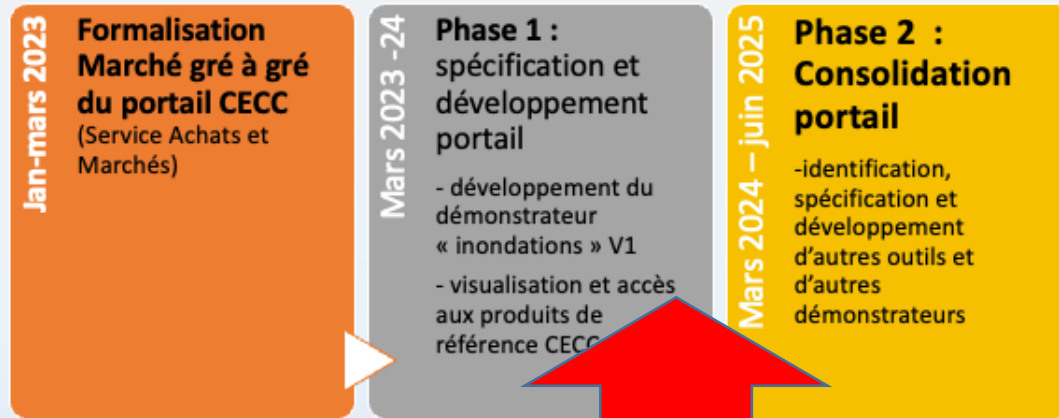 Jan-mars 2023
Formalisation
Marché gré à gré
du portail CECC
(Service Achats et
Marchés)
Mars 2023 -24
Phase 1 :
spécification et
développement
portail
- développement du
démonstrateur
« inondations » V1
- visualisation et accès
aux produits de
référence CECC
Mars 2024 – juin 2025
Phase 2 :
Consolidation
portail
-identification,
spécification et
développement
d'autres outils et
d'autres
démonstrateurs